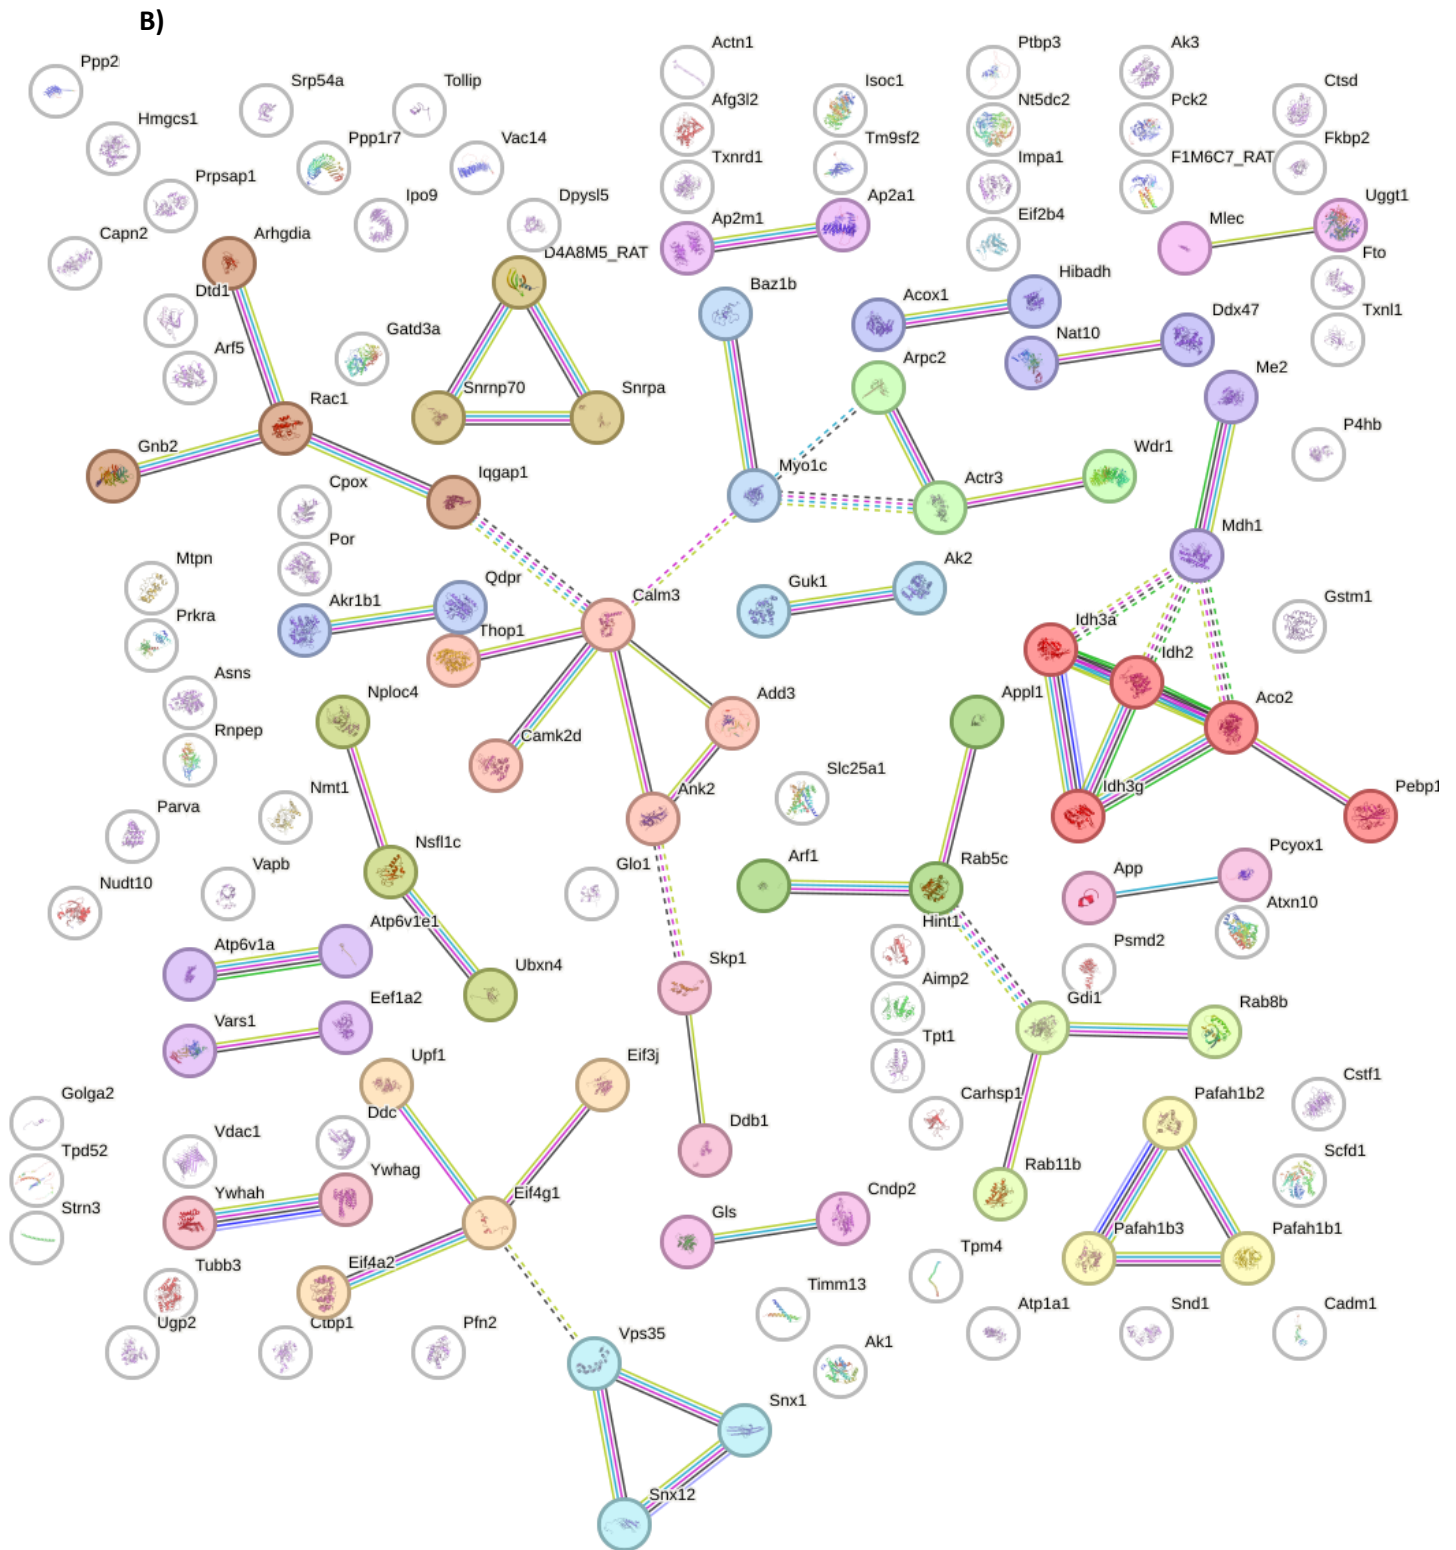 B)
Actn1
Ptbp3
Ak3
Ppp2
Srp54a
Tollip
Isoc1
Ctsd
Afg3l2
Nt5dc2
Pck2
Hmgcs1
Ppp1r7
Vac14
Tm9sf2
Fkbp2
Txnrd1
Impa1
F1M6C7_RAT
Prpsap1
Ipo9
Dpysl5
Ap2m1
Ap2a1
Eif2b4
Mlec
Uggt1
Capn2
Arhgdia
D4A8M5_RAT
Fto
Dtd1
Baz1b
Acox1
Hibadh
Txnl1
Gatd3a
Nat10
Ddx47
Arf5
Arpc2
Me2
Snrnp70
Snrpa
Rac1
P4hb
Gnb2
Iqgap1
Myo1c
Actr3
Wdr1
Cpox
Mdh1
Por
Mtpn
Qdpr
Calm3
Guk1
Ak2
Prkra
Akr1b1
Thop1
Idh3a
Gstm1
Idh2
Asns
Nploc4
Add3
Appl1
Aco2
Rnpep
Camk2d
Slc25a1
Ank2
Idh3g
Pebp1
Parva
Nmt1
Nsfl1c
Vapb
Glo1
Arf1
Rab5c
App
Pcyox1
Nudt10
Hint1
Atxn10
Atp6v1a
Atp6v1e1
Ubxn4
Skp1
Psmd2
Aimp2
Gdi1
Rab8b
Vars1
Eef1a2
Tpt1
Upf1
Eif3j
Golga2
Ddc
Carhsp1
Pafah1b2
Cstf1
Vdac1
Ddb1
Tpd52
Scfd1
Ywhah
Ywhag
Eif4g1
Rab11b
Strn3
Gls
Cndp2
Pafah1b3
Pafah1b1
Tubb3
Eif4a2
Tpm4
Timm13
Ugp2
Ctbp1
Pfn2
Vps35
Ak1
Atp1a1
Snd1
Cadm1
Snx1
Snx12